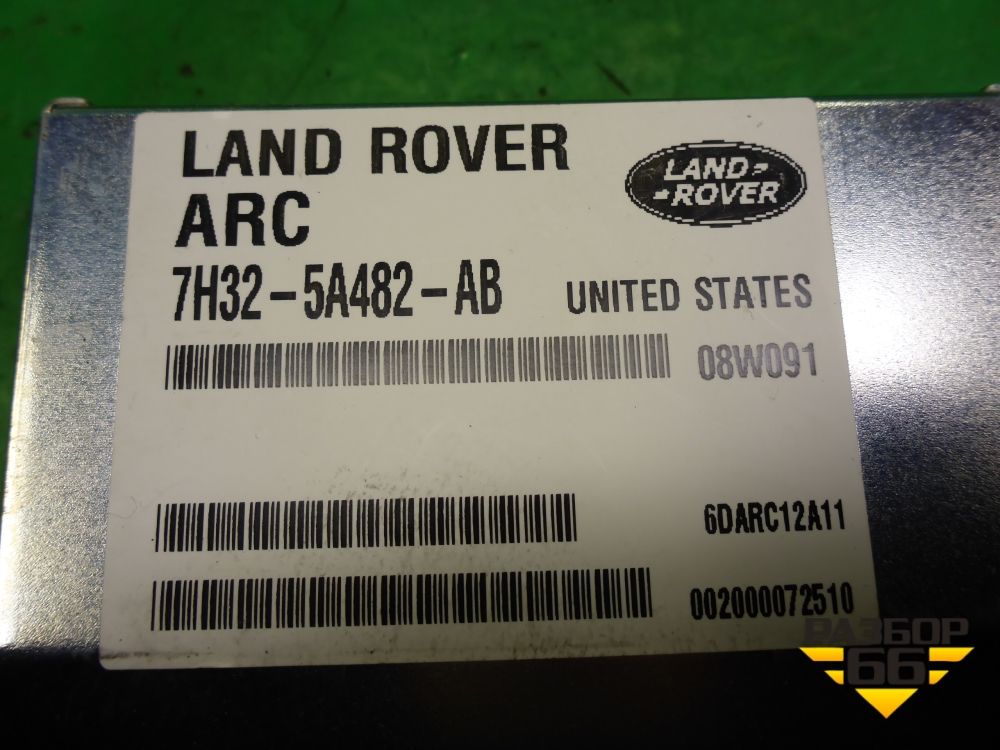 LAND ROVER
LAND
ROVER
ARC
7H32-5A482-AB
UNITED STATES
08W091
6DARC12A11
002000072510
РАЗБОР
66